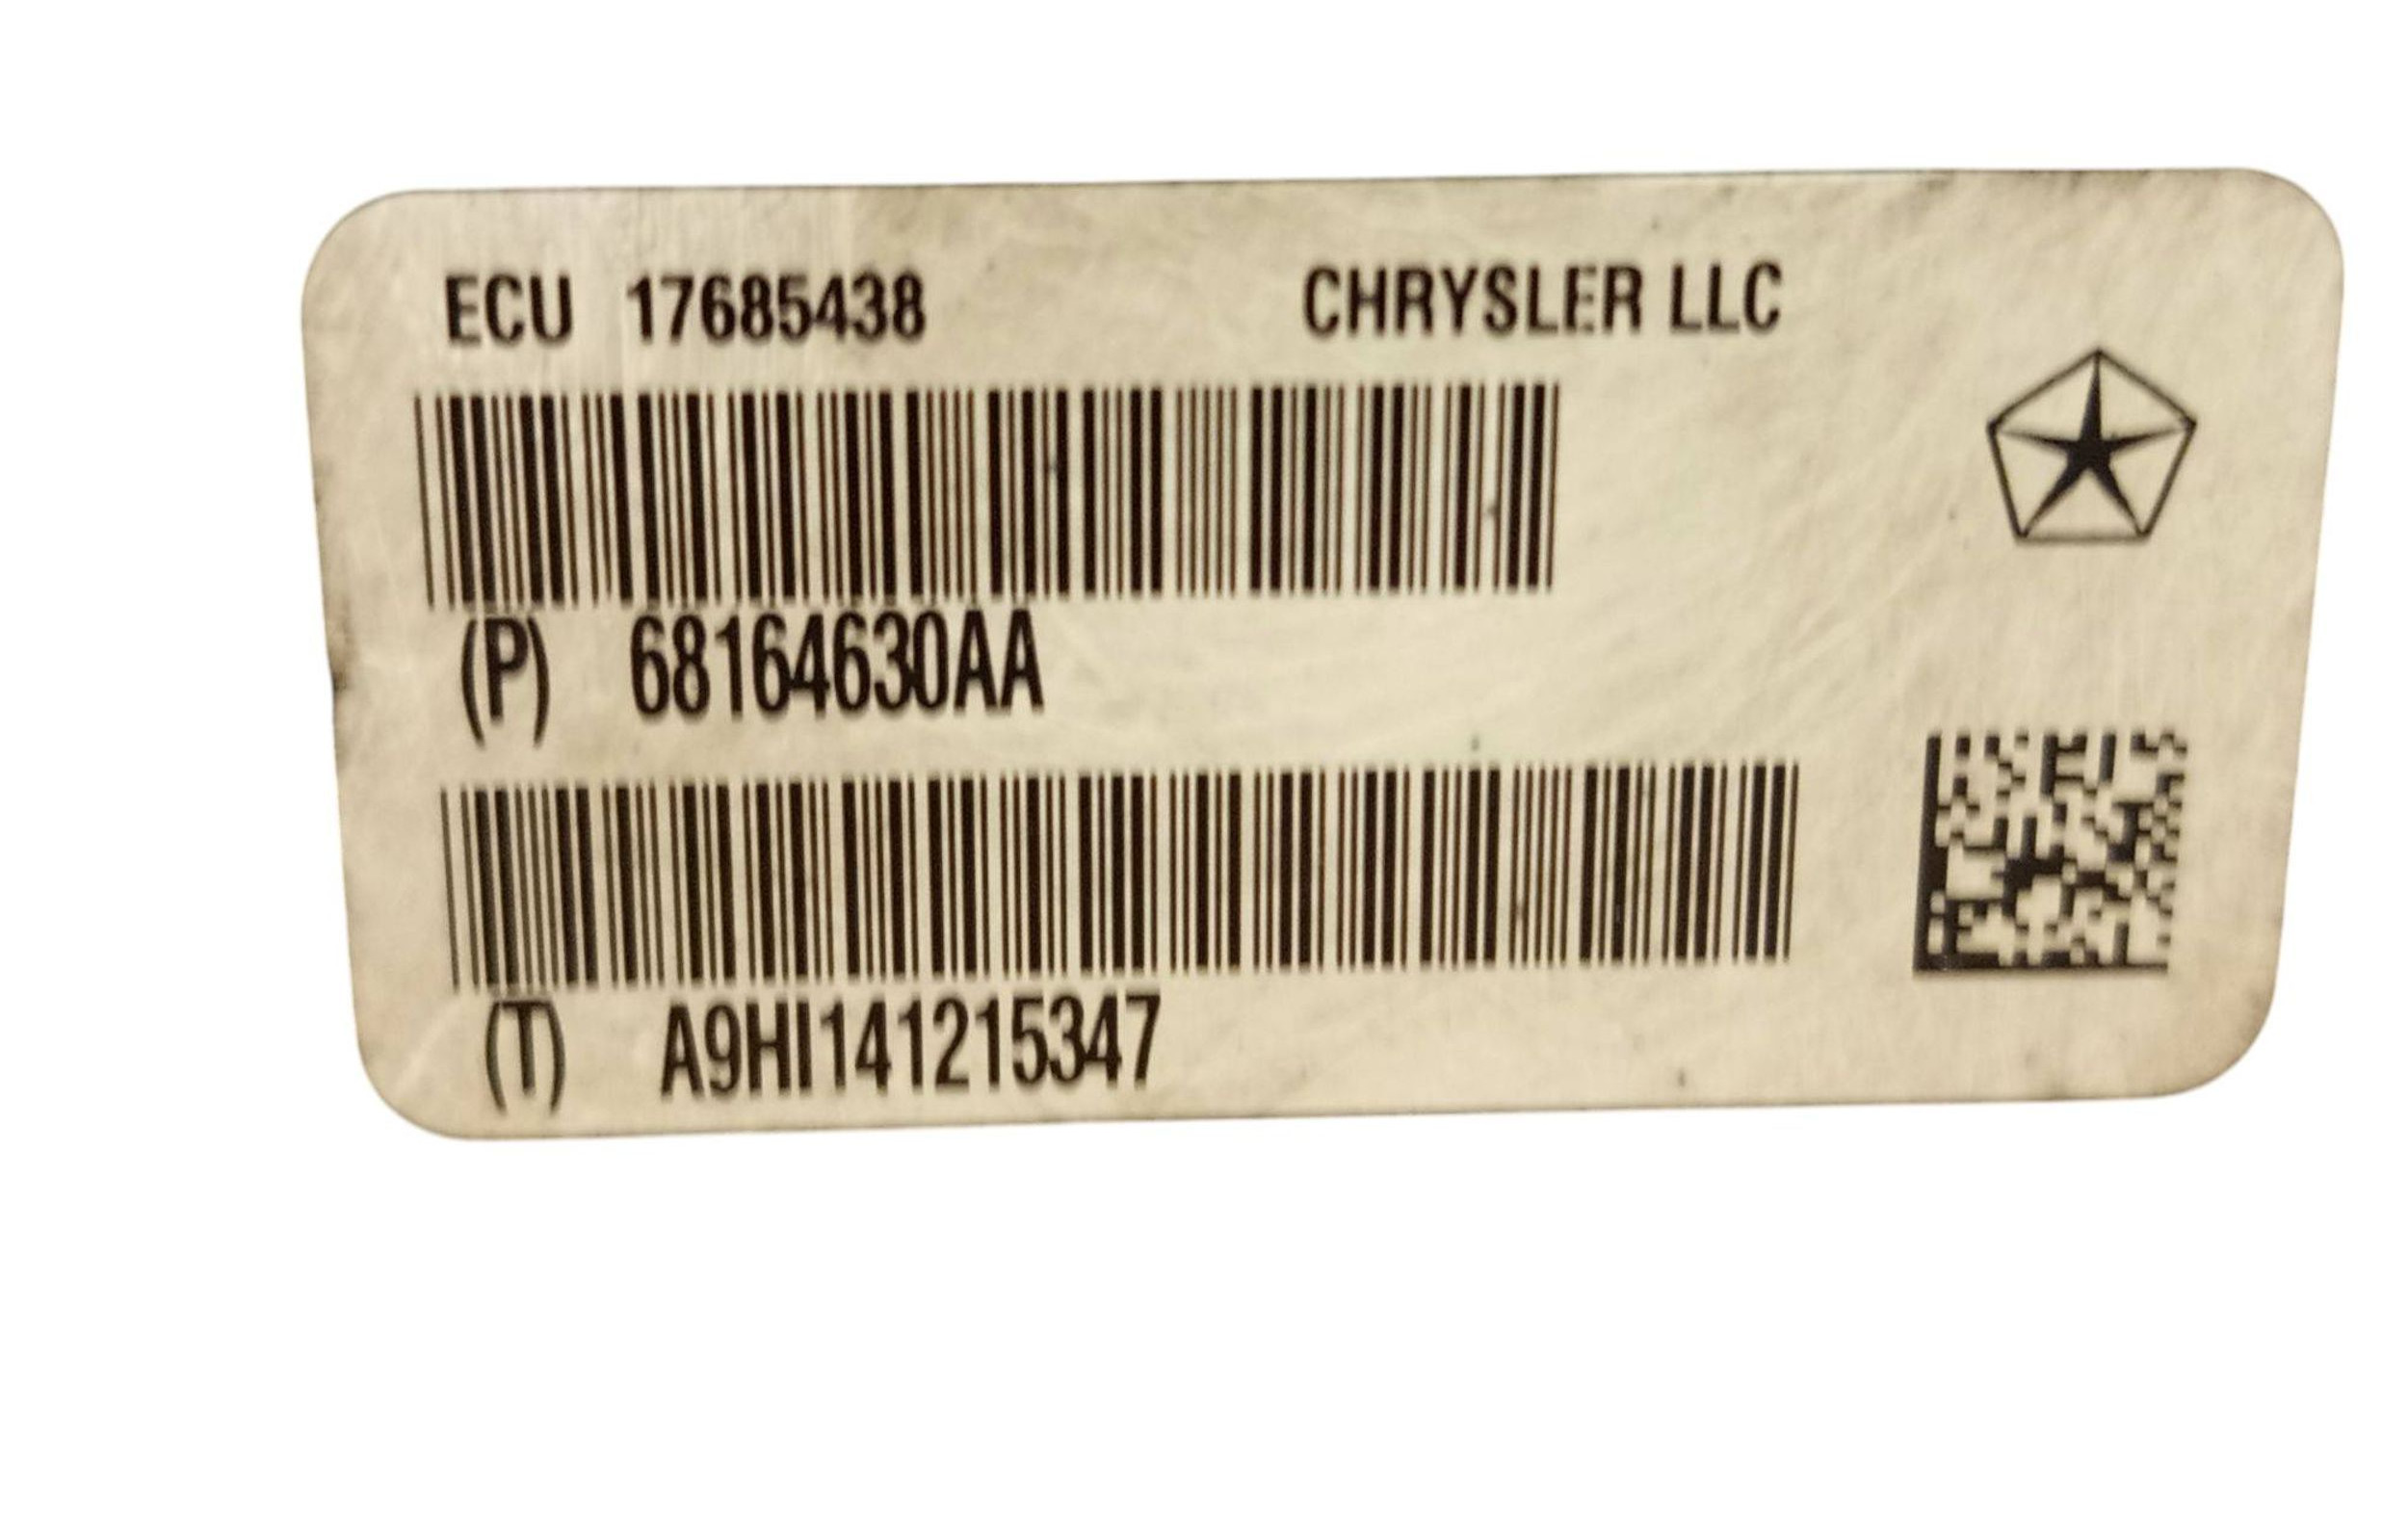 ECU 17685438 CHRYSLER LLC
(P) 68164630AA
(T) A9HI141215347